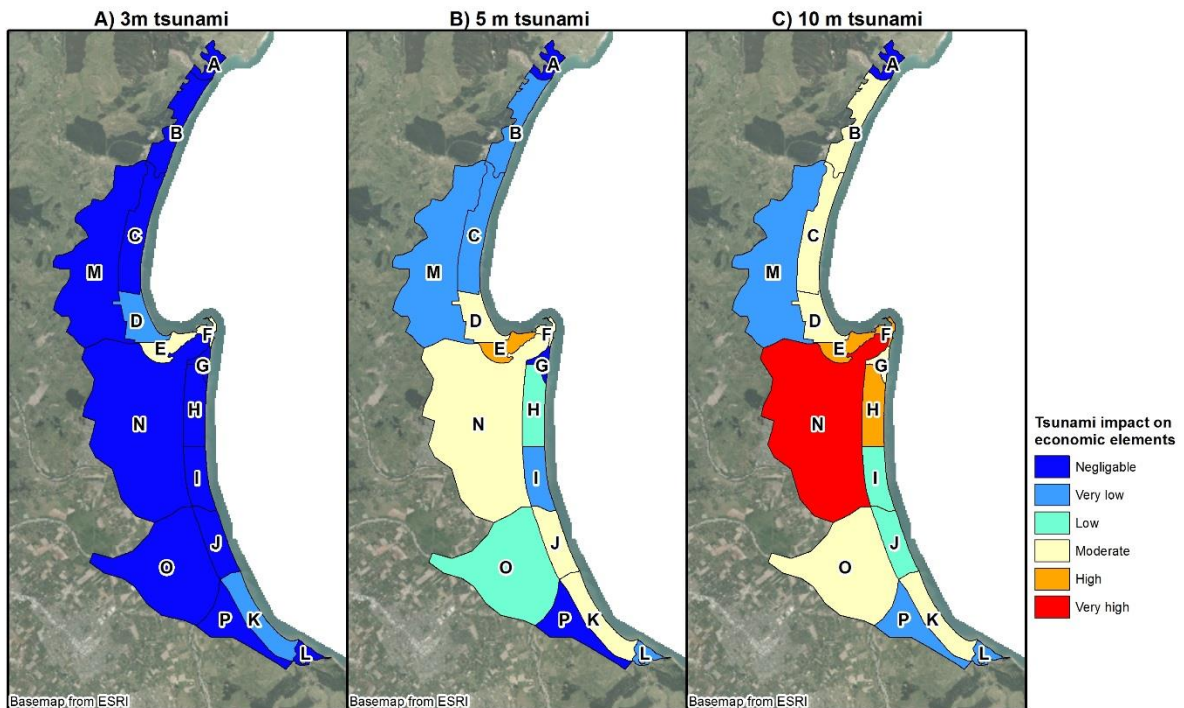 A) 3m tsunami
B) 5 m tsunami
C) 10 m tsunami
A
B
C
M
D
E
F
G
H
N
I
J
O
K
P
L
Basemap from ESRI
A
B
C
M
D
E
F
G
H
N
I
J
O
K
P
L
Basemap from ESRI
A
B
C
M
D
E
F
G
H
N
I
J
O
K
P
L
Basemap from ESRI
Tsunami impact on
economic elements
Negligable
Very low
Low
Moderate
High
Very high